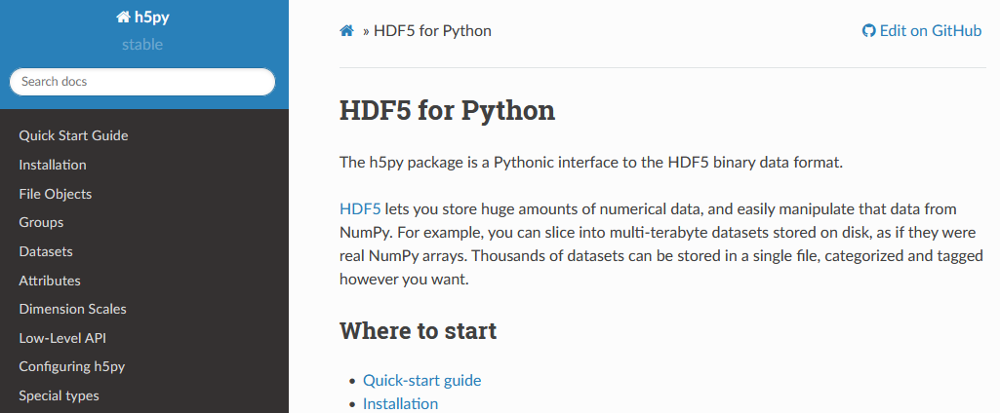 h5py
stable
Search docs
Quick Start Guide
Installation
File Objects
Groups
Datasets
Attributes
Dimension Scales
Low-Level API
Configuring h5py
Special types
» HDF5 for Python
Edit on GitHub
HDF5 for Python
The h5py package is a Pythonic interface to the HDF5 binary data format.
HDF5 lets you store huge amounts of numerical data, and easily manipulate that data from
NumPy. For example, you can slice into multi-terabyte datasets stored on disk, as if they were
real NumPy arrays. Thousands of datasets can be stored in a single file, categorized and tagged
however you want.
Where to start
• Quick-start guide
• Installation